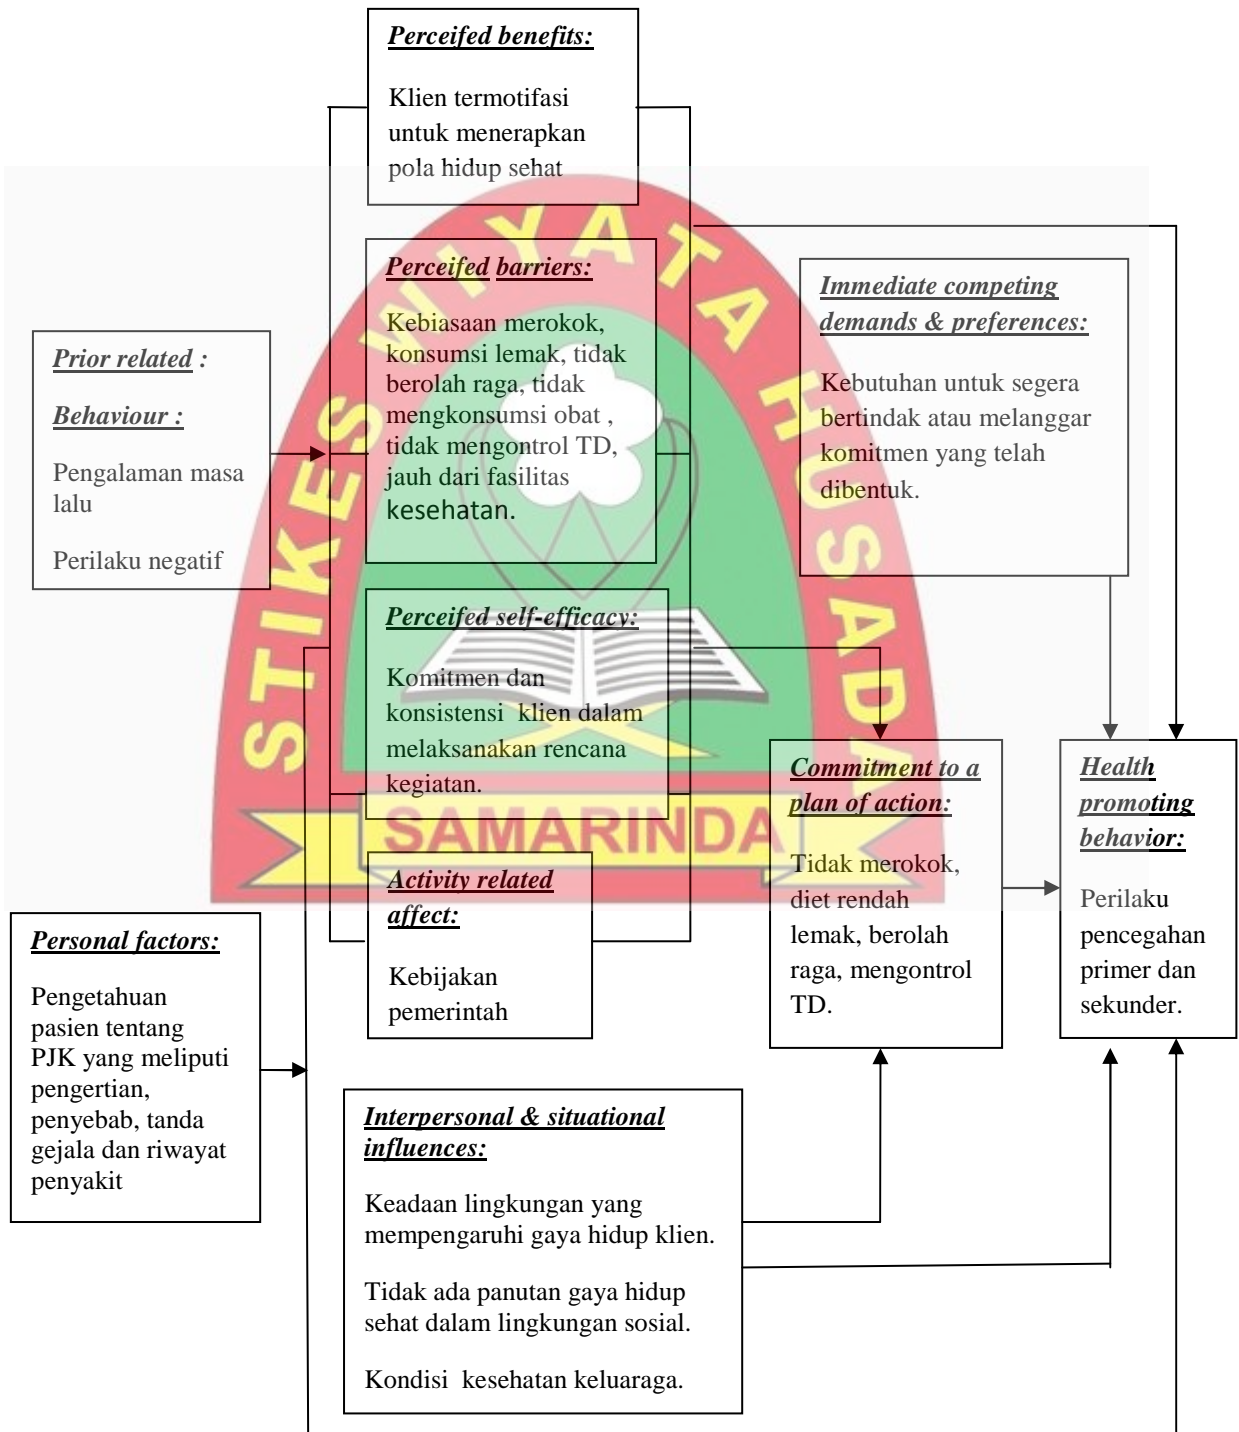 Perceifed benefits:
Klien termotifasi
untuk menerapkan
pola hidup sehat
Perceifed barriers:
Kebiasaan merokok,
konsumsi lemak, tidak
berolah raga, tidak
mengkonsumsi obat ,
tidak mengontrol TD,
jauh dari fasilitas
kesehatan.
Immediate competing
demands & preferences:
Kebutuhan untuk segera
bertindak atau melanggar
komitmen yang telah
dibentuk.
Prior related :
Behaviour :
Pengalaman masa
lalu
Perilaku negatif
Perceifed self-efficacy:
Komitmen dan
konsistensi klien dalam
melaksanakan rencana
kegiatan.
Commitment to a
plan of action:
Tidak merokok,
diet rendah
lemak, berolah
raga, mengontrol
TD.
Health
promoting
behavior:
Perilaku
pencegahan
primer dan
sekunder.
Activity related
affect:
Kebijakan
pemerintah
Personal factors:
Pengetahuan
pasien tentang
PJK yang meliputi
pengertian,
penyebab, tanda
gejala dan riwayat
penyakit
Interpersonal & situational
influences:
Keadaan lingkungan yang
mempengaruhi gaya hidup klien.
Tidak ada panutan gaya hidup
sehat dalam lingkungan sosial.
Kondisi kesehatan keluaraga.
STIKES WIYATA HUSADA
SAMARINDA